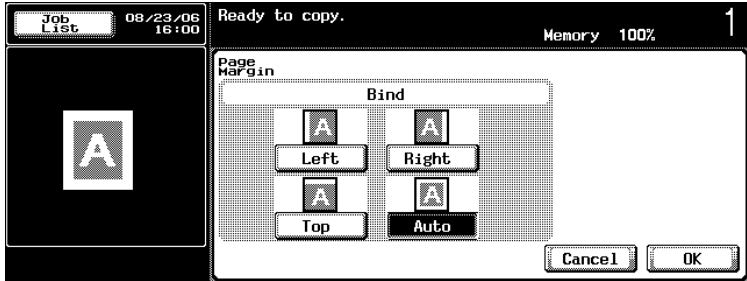 Job List
08/23/06
16:00
Ready to copy.
Memory 100%
1
Page Margin
Bind
A
A
A
Left
Right
A
A
Top
Auto
Cancel
OK